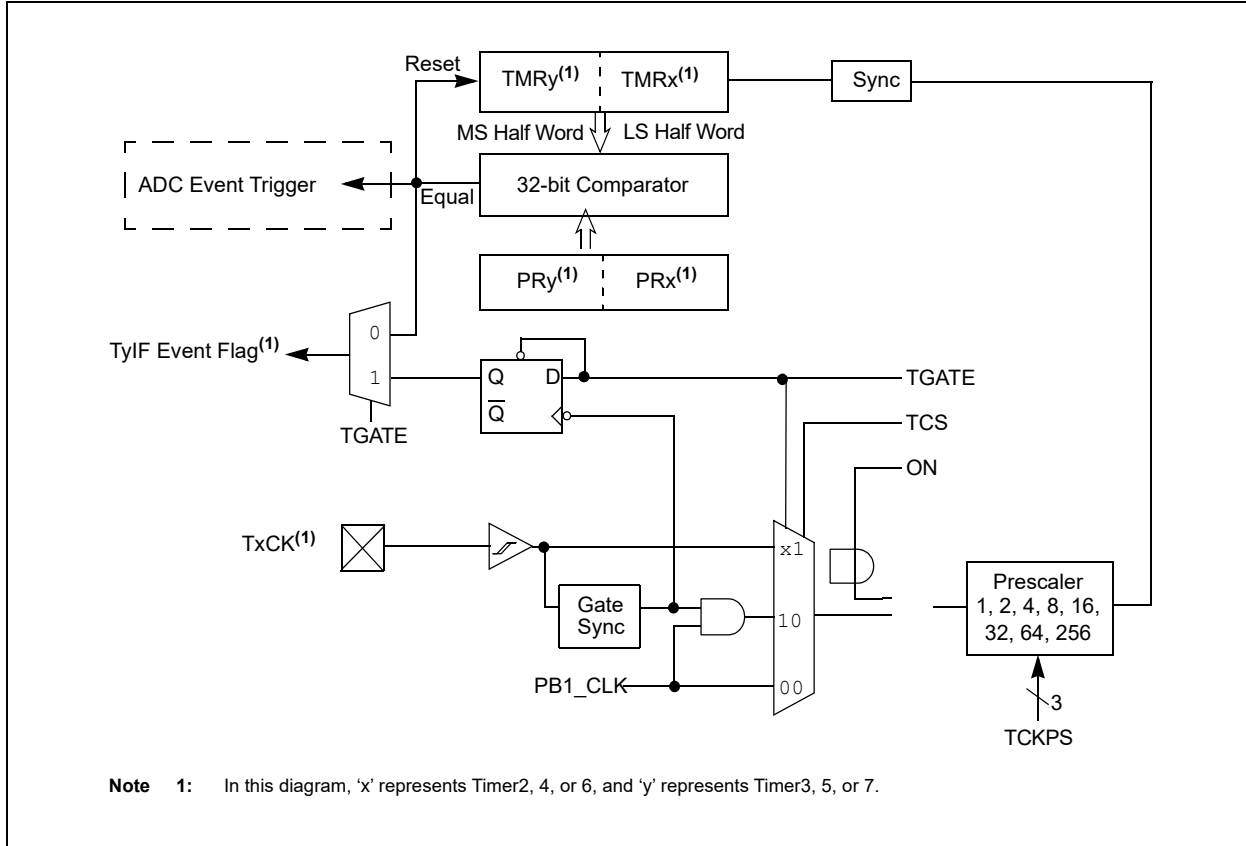 Reset
TMRy(1) TMRx(1)
Sync
MS Half Word LS Half Word
ADC Event Trigger
Equal
32-bit Comparator
PRy(1) PRx(1)
0
TyIF Event Flag(1)
1
Q D
Q
TGATE
TGATE
TCS
ON
TxCK(1)
x1
Gate
Sync
10
Prescaler
1, 2, 4, 8, 16,
32, 64, 256
PB1_CLK
00
3
TCKPS
Note 1: In this diagram, ‘x’ represents Timer2, 4, or 6, and ‘y’ represents Timer3, 5, or 7.